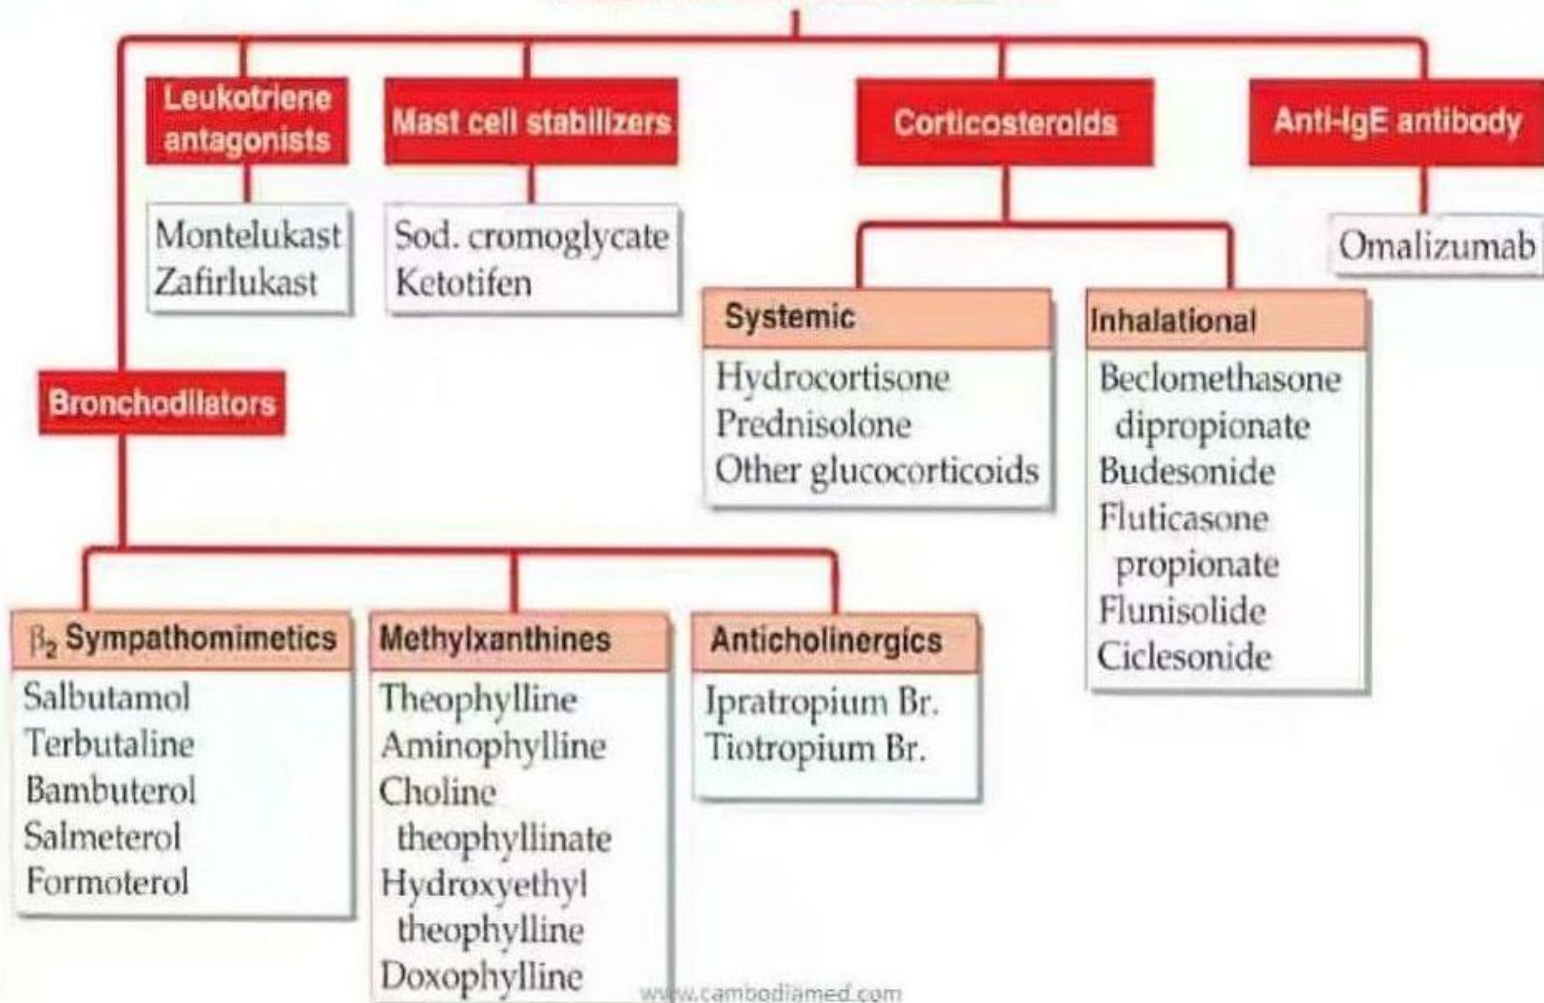 Leukotriene
antagonists
Mast cell stabilizers
Corticosteroids
Anti-IgE antibody
Montelukast
Zafirlukast
Sod. cromoglycate
Ketotifen
Omalizumab
Systemic
Hydrocortisone
Prednisolone
Other glucocorticoids
Inhalational
Beclomethasone
dipropionate
Budesonide
Fluticasone
propionate
Flunisolide
Ciclesonide
Bronchodilators
β₂ Sympathomimetics
Salbutamol
Terbutaline
Bambuterol
Salmeterol
Formoterol
Methylxanthines
Theophylline
Aminophylline
Choline
theophyllinate
Hydroxyethyl
theophylline
Doxophylline
Anticholinergics
Ipratropium Br.
Tiotropium Br.
www.cambodiamed.com